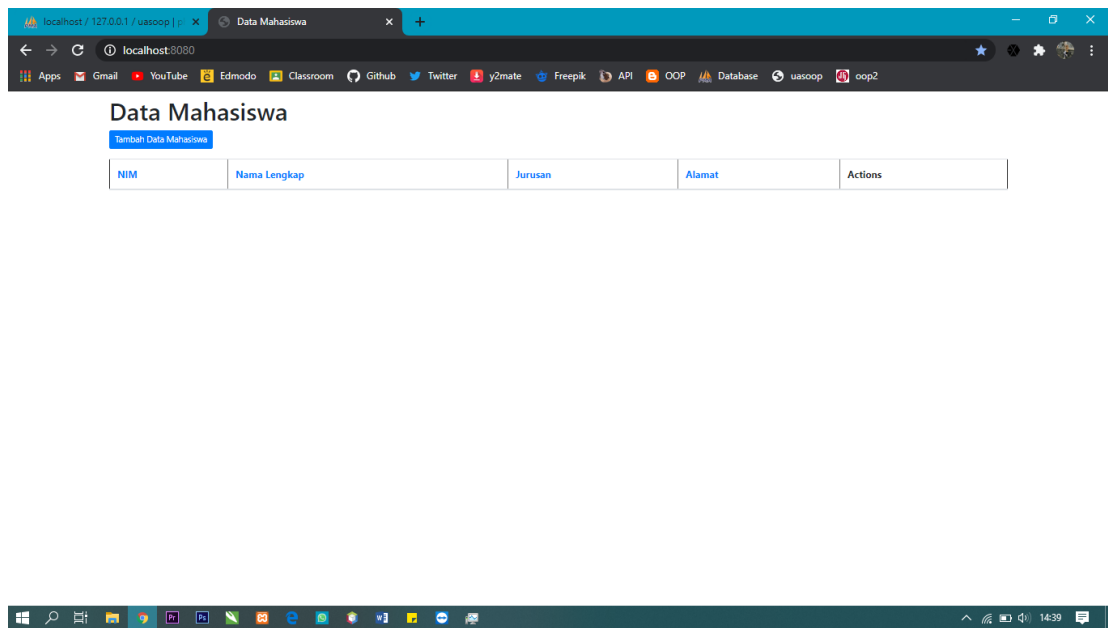 localhost / 127.0.0.1 / uasoop | p
Data Mahasiswa
localhost:8080
Apps Gmail YouTube Edmodo Classroom Github Twitter y2mate Freepik API OOP Database uasoop oop2
Data Mahasiswa
Tambah Data Mahasiswa
NIM Nama Lengkap Jurusan Alamat Actions
14:39